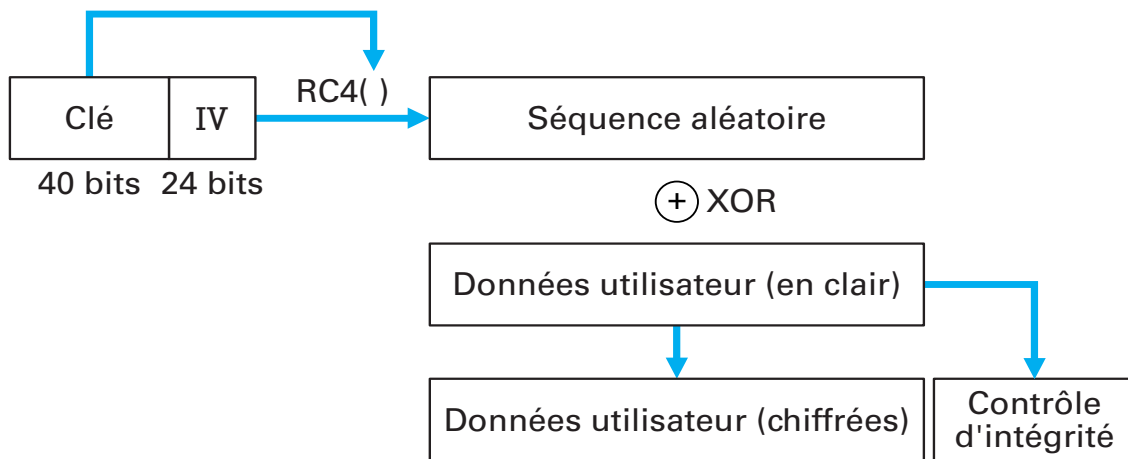 RC4( )
Clé
IV
Séquence aléatoire
40 bits
24 bits
+ XOR
Données utilisateur (en clair)
Données utilisateur (chiffrées)
Contrôle
d'intégrité